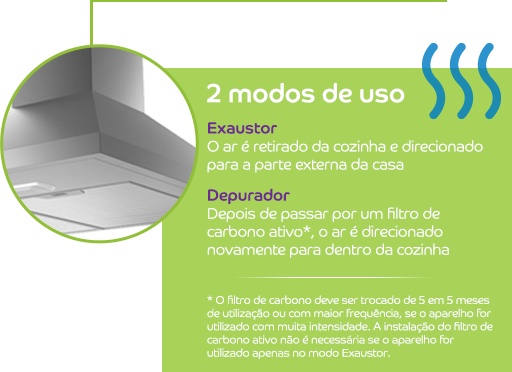 2 modos de uso
Exaustor
O ar é retirado da cozinha e direcionado
para a parte externa da casa
Depurador
Depois de passar por um filtro de
carbono ativo*, o ar é direcionado
novamente para dentro da cozinha
* O filtro de carbono deve ser trocado de 5 em 5 meses
de utilização ou com maior frequência, se o aparelho for
utilizado com muita intensidade. A instalação do filtro de
carbono ativo não é necessária se o aparelho for
utilizado apenas no modo Exaustor.